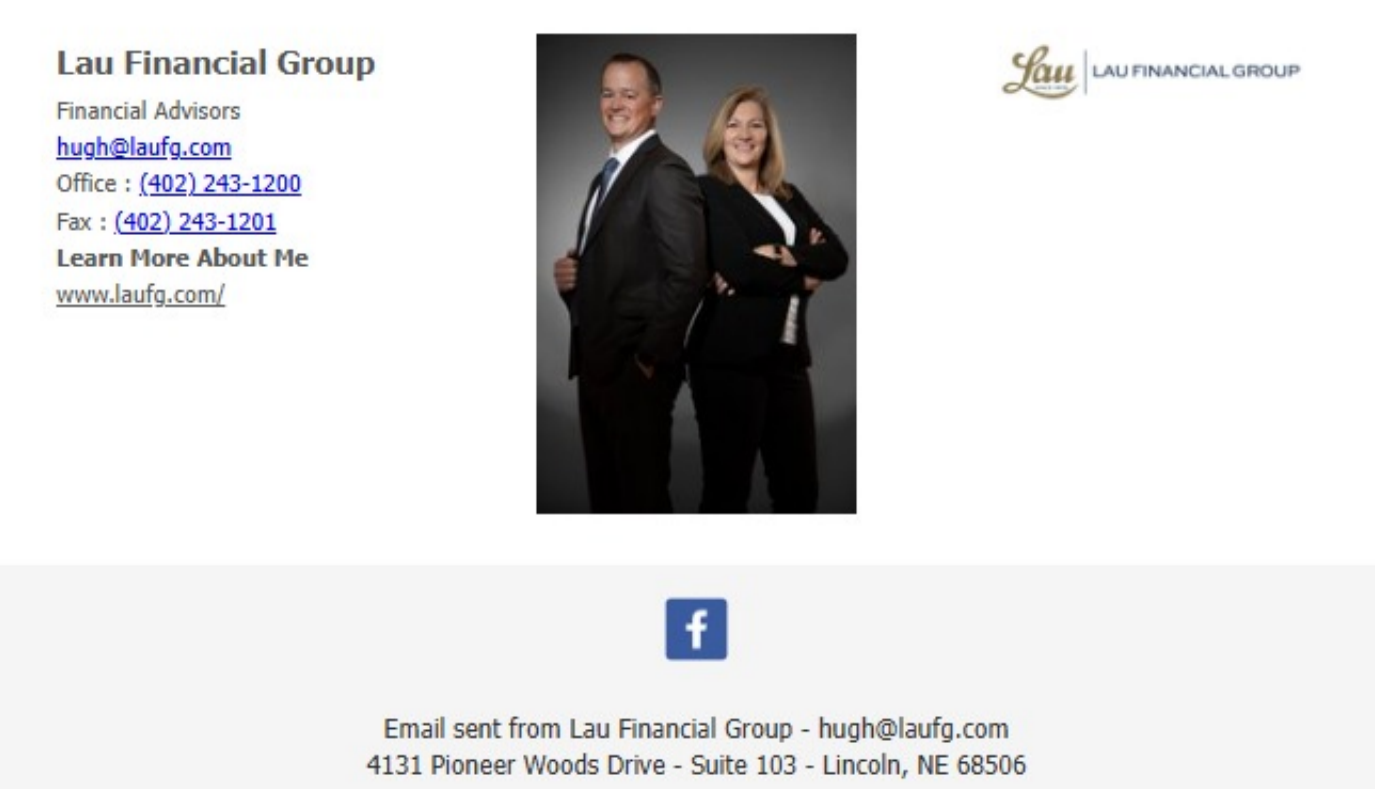 Lau Financial Group
Financial Advisors
hugh@laufg.com
Office : (402) 243-1200
Fax : (402) 243-1201
Learn More About Me
www.laufg.com/
Lau
LAU FINANCIAL GROUP
f
Email sent from Lau Financial Group - hugh@laufg.com
4131 Pioneer Woods Drive - Suite 103 - Lincoln, NE 68506